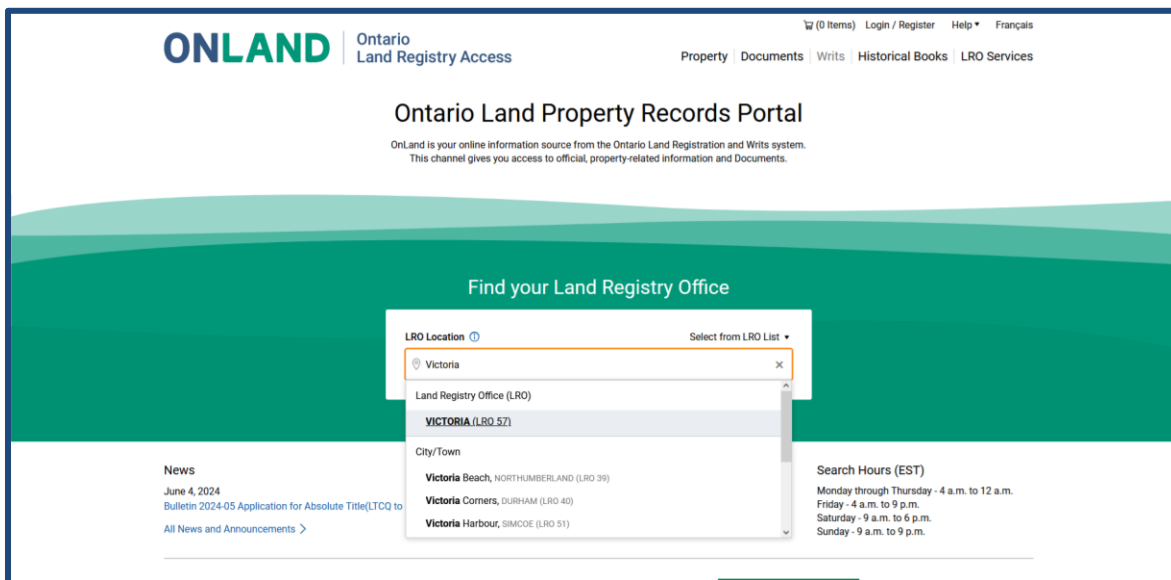 (0 Items) Login / Register Help Français
ONLAND Ontario
Land Registry Access
Property Documents Writs Historical Books LRO Services
Ontario Land Property Records Portal
OnLand is your online information source from the Ontario Land Registration and Writs system.
This channel gives you access to official, property-related information and Documents.
Find your Land Registry Office
LRO Location Select from LRO List
Victoria
Land Registry Office (LRO)
VICTORIA (LRO 57)
City/Town
Victoria Beach, NORTHUMBERLAND (LRO 39)
Victoria Corners, DURHAM (LRO 40)
Victoria Harbour, SIMCOE (LRO 51)
News
June 4, 2024
Bulletin 2024-05 Application for Absolute Title(LTCQ to
All News and Announcements
Search Hours (EST)
Monday through Thursday - 4 a.m. to 12 a.m.
Friday - 4 a.m. to 9 p.m.
Saturday - 9 a.m. to 6 p.m.
Sunday - 9 a.m. to 9 p.m.